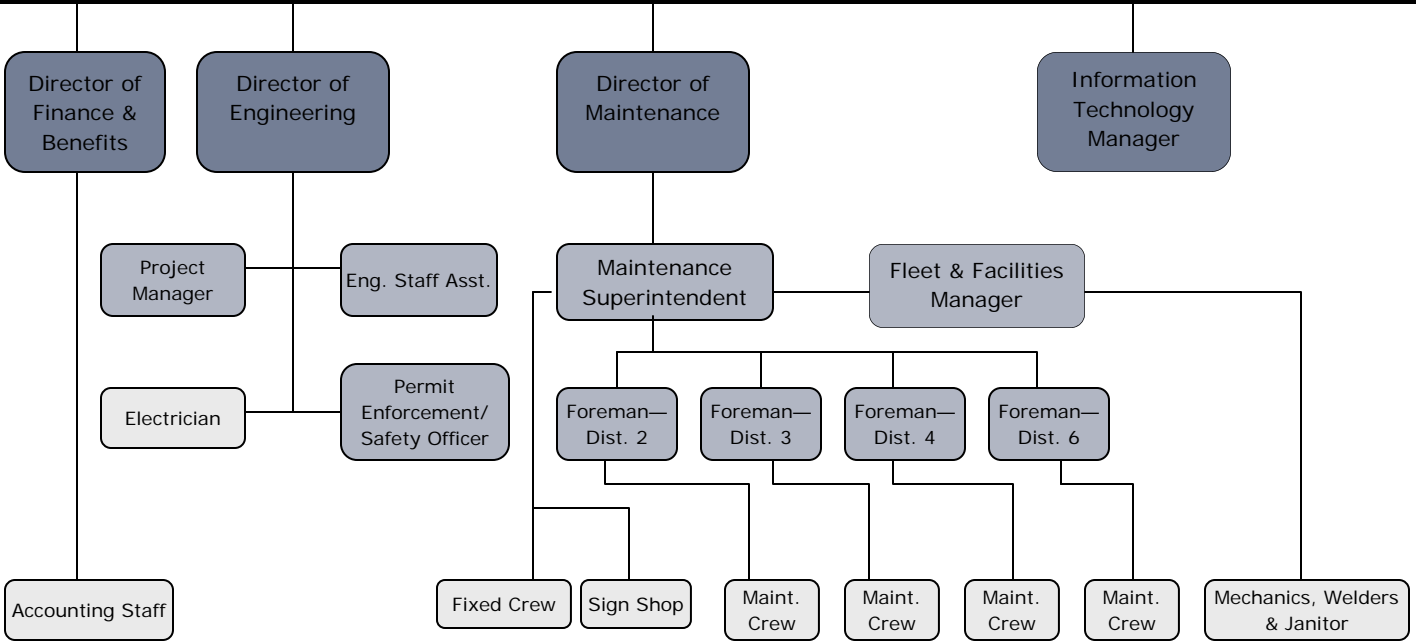 Director of
Finance &
Benefits
Director of
Engineering
Director of
Maintenance
Information
Technology
Manager
Project
Manager
Eng. Staff Asst.
Maintenance
Superintendent
Fleet & Facilities
Manager
Electrician
Permit
Enforcement/
Safety Officer
Foreman—
Dist. 2
Foreman—
Dist. 3
Foreman—
Dist. 4
Foreman—
Dist. 6
Accounting Staff
Fixed Crew
Sign Shop
Maint.
Crew
Maint.
Crew
Maint.
Crew
Maint.
Crew
Mechanics, Welders
& Janitor